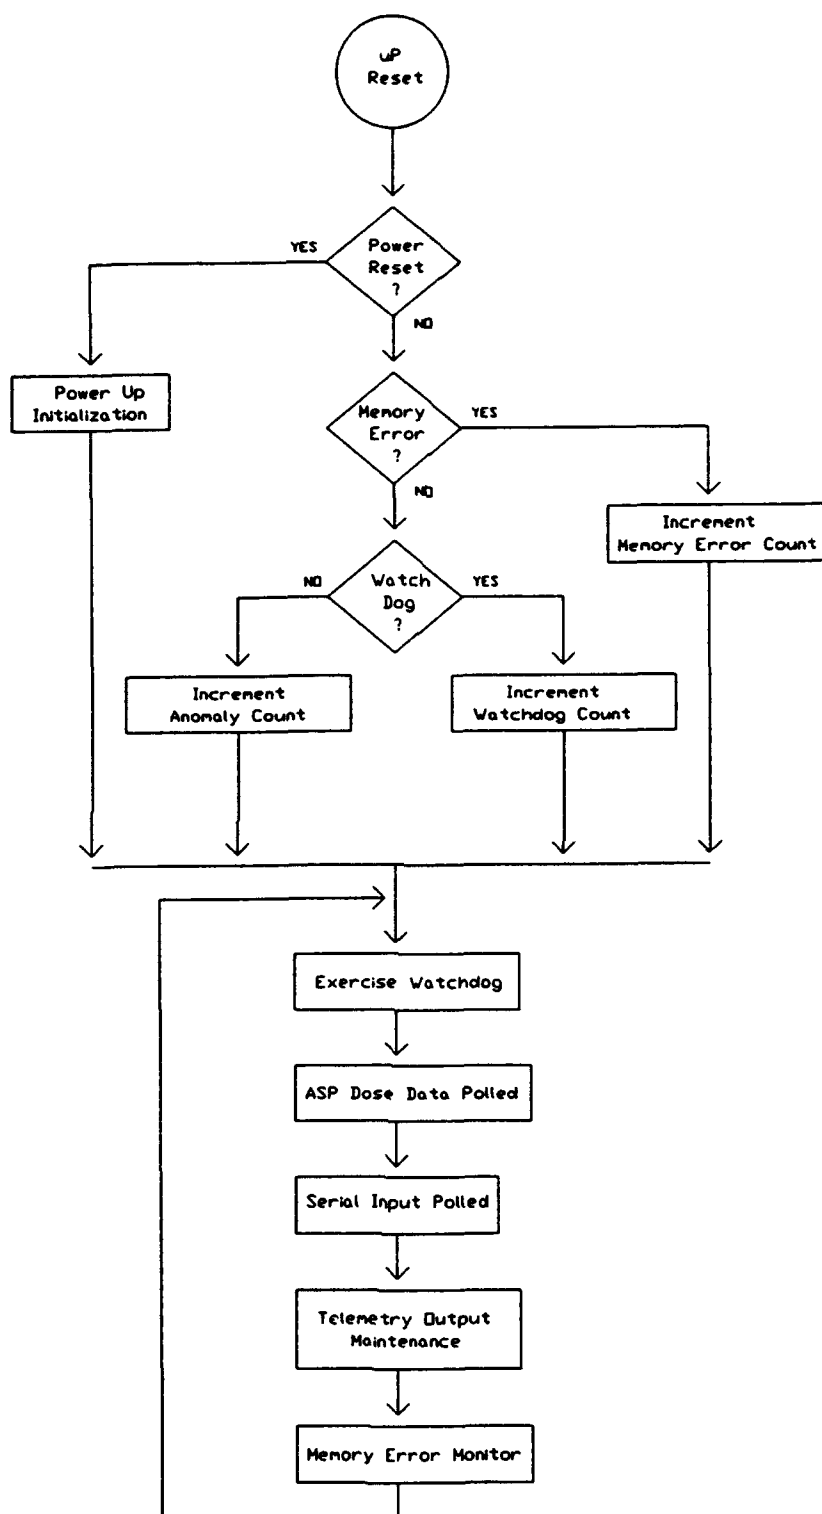 uP
Reset
YES
Power
Reset
?
NO
Power Up
Initialization
Memory
Error
?
YES
NO
Increment
Memory Error Count
NO
Watch
Dog
?
YES
Increment
Anomaly Count
Increment
Watchdog Count
Exercise Watchdog
ASP Dose Data Polled
Serial Input Polled
Telemetry Output
Maintenance
Memory Error Monitor